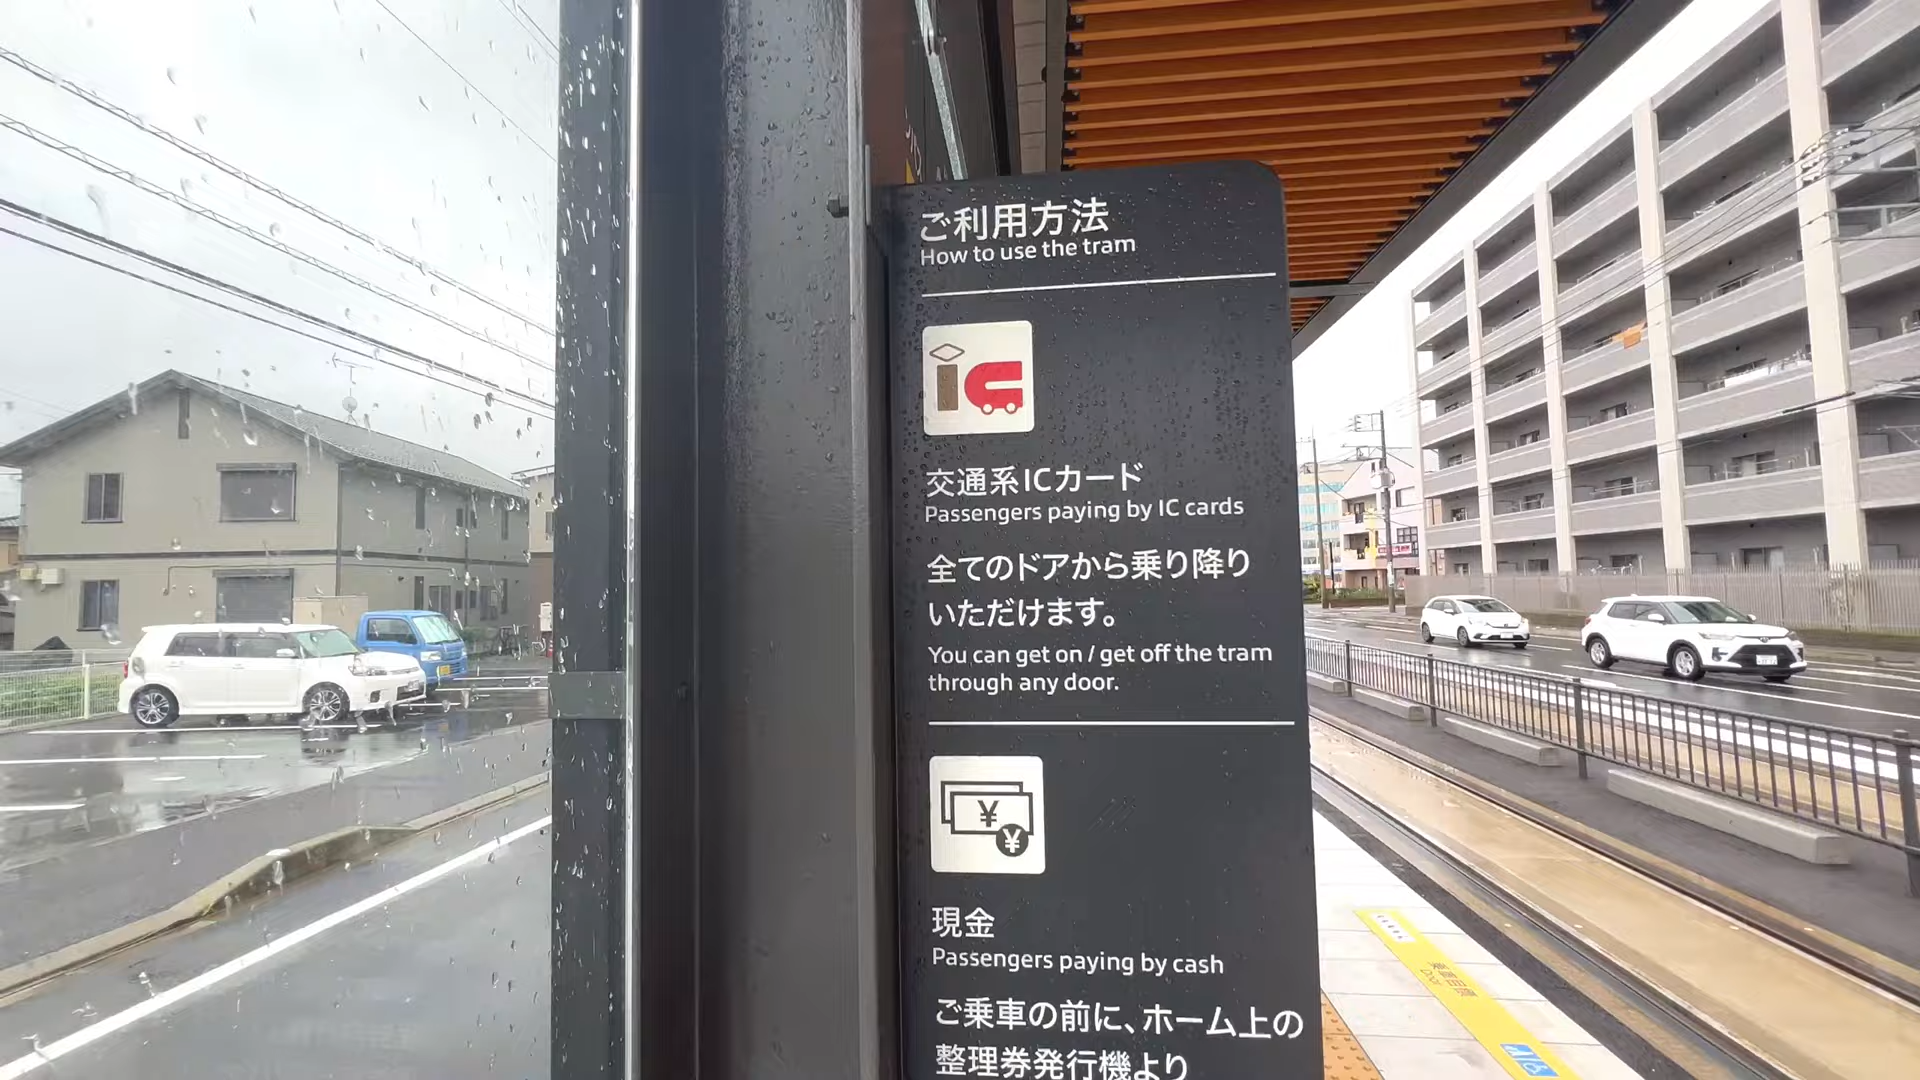 ご利用方法
How to use the tram
交通系ICカード
Passengers paying by IC cards
全てのドアから乗り降り
いただけます。
You can get on / get off the tram
through any door.
¥
¥
現金
Passengers paying by cash
ご乗車の前に、ホーム上の
整理券発行機より